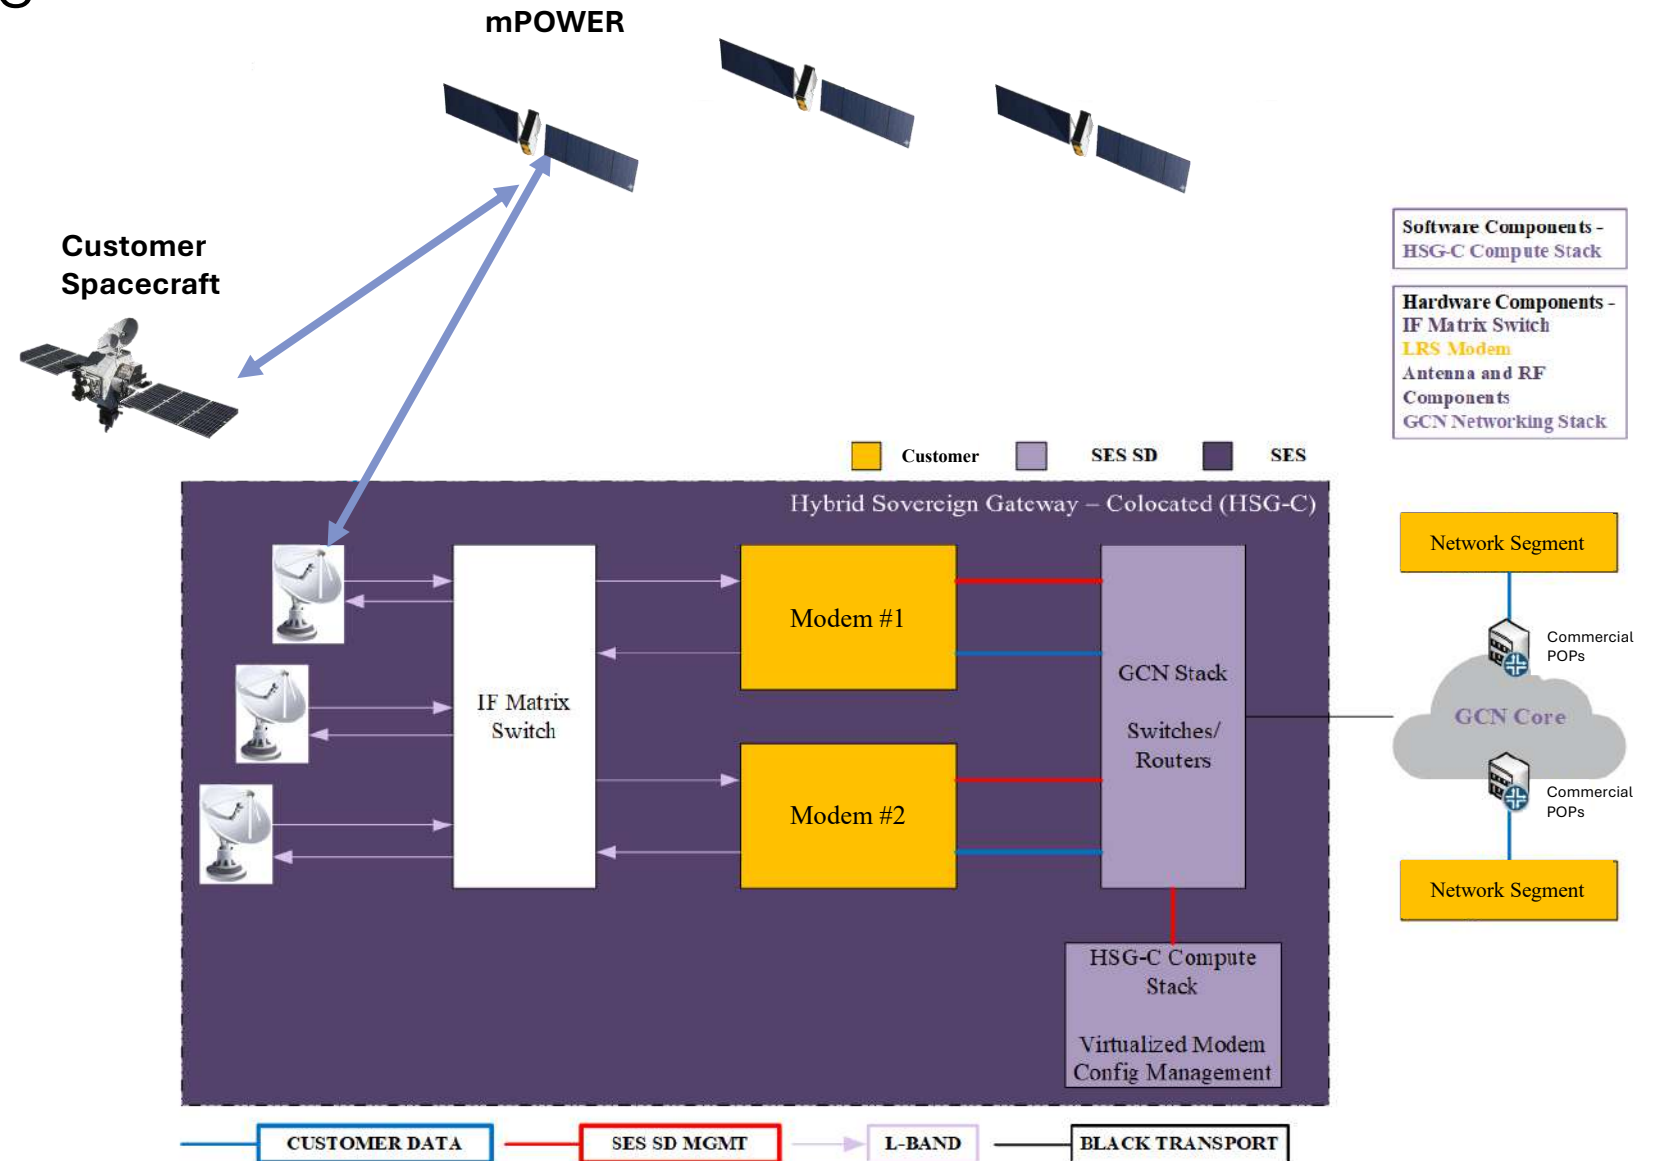 mPOWER
Customer
Spacecraft
Software Components -
HSG-C Compute Stack
Hardware Components -
IF Matrix Switch
LRS Modem
Antenna and RF
Components
GCN Networking Stack
Customer
SES SD
SES
Hybrid Sovereign Gateway – Colocated (HSG-C)
IF Matrix
Switch
Modem #1
Modem #2
GCN Stack
Switches/
Routers
HSG-C Compute
Stack
Virtualized Modem
Config Management
Network Segment
Commercial
POPs
GCN Core
Commercial
POPs
Network Segment
CUSTOMER DATA
SES SD MGMT
L-BAND
BLACK TRANSPORT